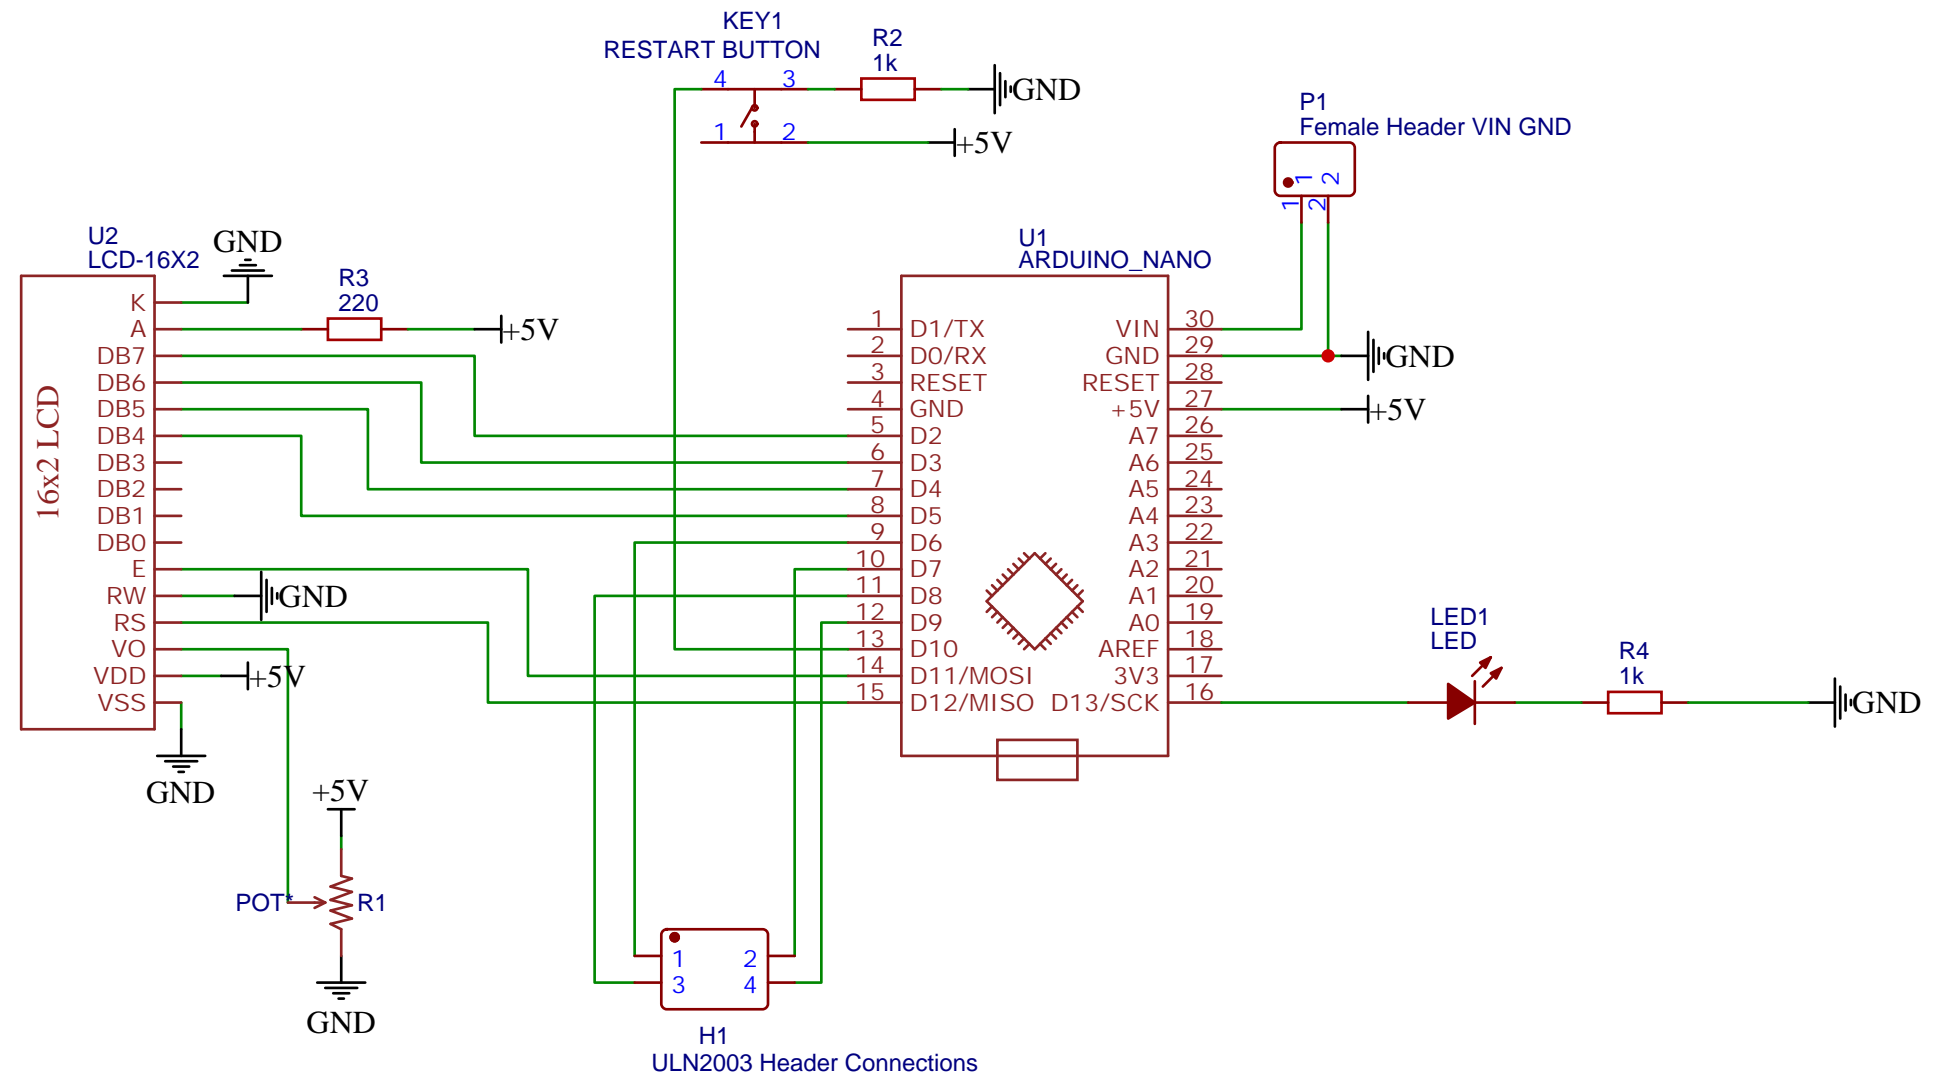 KEY1
RESTART BUTTON
4 3
1 2
R2
1k
GND
+5V
P1
Female Header VIN GND
1 2
1 2
U2
LCD-16X2
GND
R3
220
+5V
16x2 LCD
K
A
DB7
DB6
DB5
DB4
DB3
DB2
DB1
DB0
E
RW
RS
VO
VDD
VSS
GND
+5V
GND
+5V
POT*
R1
GND
U1
ARDUINO_NANO
1 D1/TX VIN 30
2 D0/RX GND 29
3 RESET RESET 28
4 GND +5V 27
5 D2 A7 26
6 D3 A6 25
7 D4 A5 24
8 D5 A4 23
9 D6 A3 22
10 D7 A2 21
11 D8 A1 20
12 D9 A0 19
13 D10 AREF 18
14 D11/MOSI 3V3 17
15 D12/MISO D13/SCK 16
GND
+5V
LED1
LED
R4
1k
GND
1 2
3 4
H1
ULN2003 Header Connections